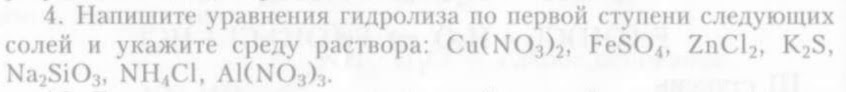 4. Напишите уравнения гидролиза по первой ступени следующих
солей и укажите среду раствора: Cu(NO₃)₂, FeSO₄, ZnCl₂, K₂S,
Na₂SiO₃, NH₄Cl, Al(NO₃)₃.